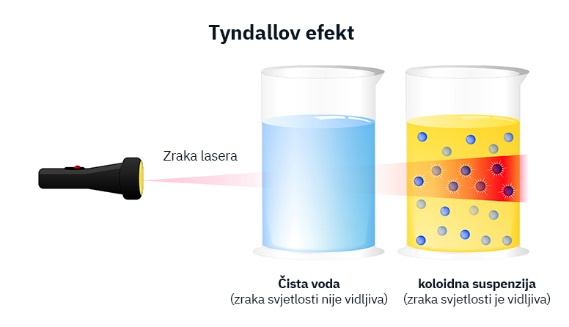 Tyndallov efekt
Zraka lasera
Čista voda
(zraka svjetlosti nije vidljiva)
koloidna suspenzija
(zraka svjetlosti je vidljiva)